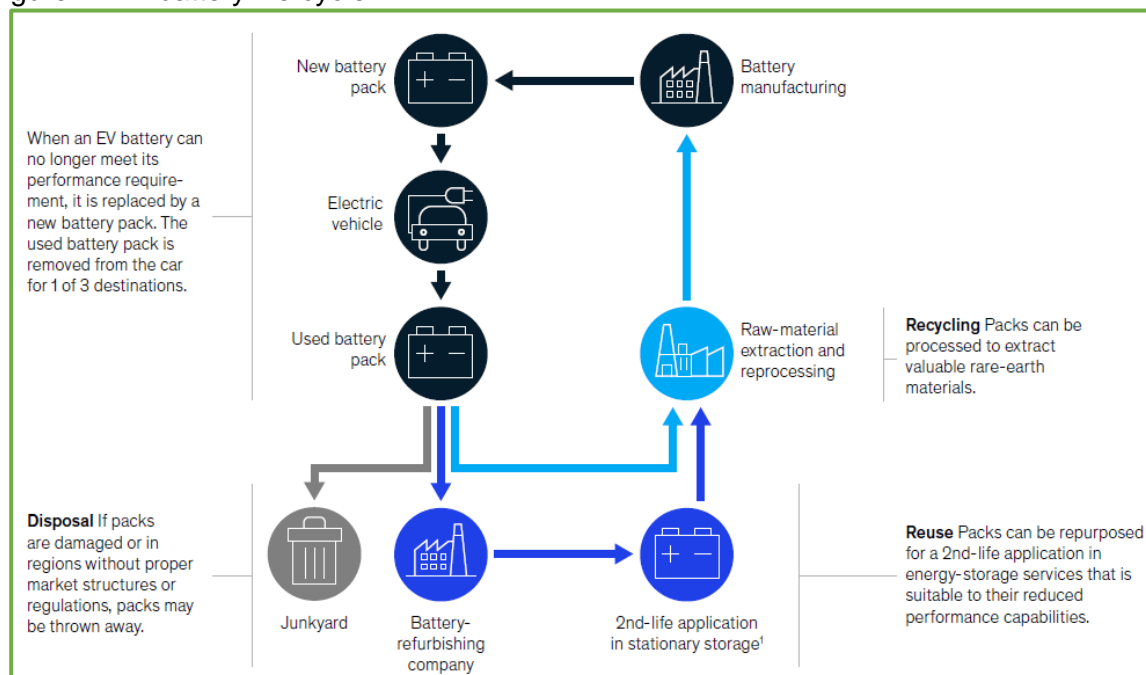 New battery
pack
Battery
manufacturing
When an EV battery can
no longer meet its
performance require-
ment, it is replaced by a
new battery pack. The
used battery pack is
removed from the car
for 1 of 3 destinations.
Electric
vehicle
Used battery
pack
Raw-material
extraction and
reprocessing
Recycling Packs can be
processed to extract
valuable rare-earth
materials.
Disposal If packs
are damaged or in
regions without proper
market structures or
regulations, packs may
be thrown away.
Junkyard
Battery-
refurbishing
company
2nd-life application
in stationary storage¹
Reuse Packs can be repurposed
for a 2nd-life application in
energy-storage services that is
suitable to their reduced
performance capabilities.